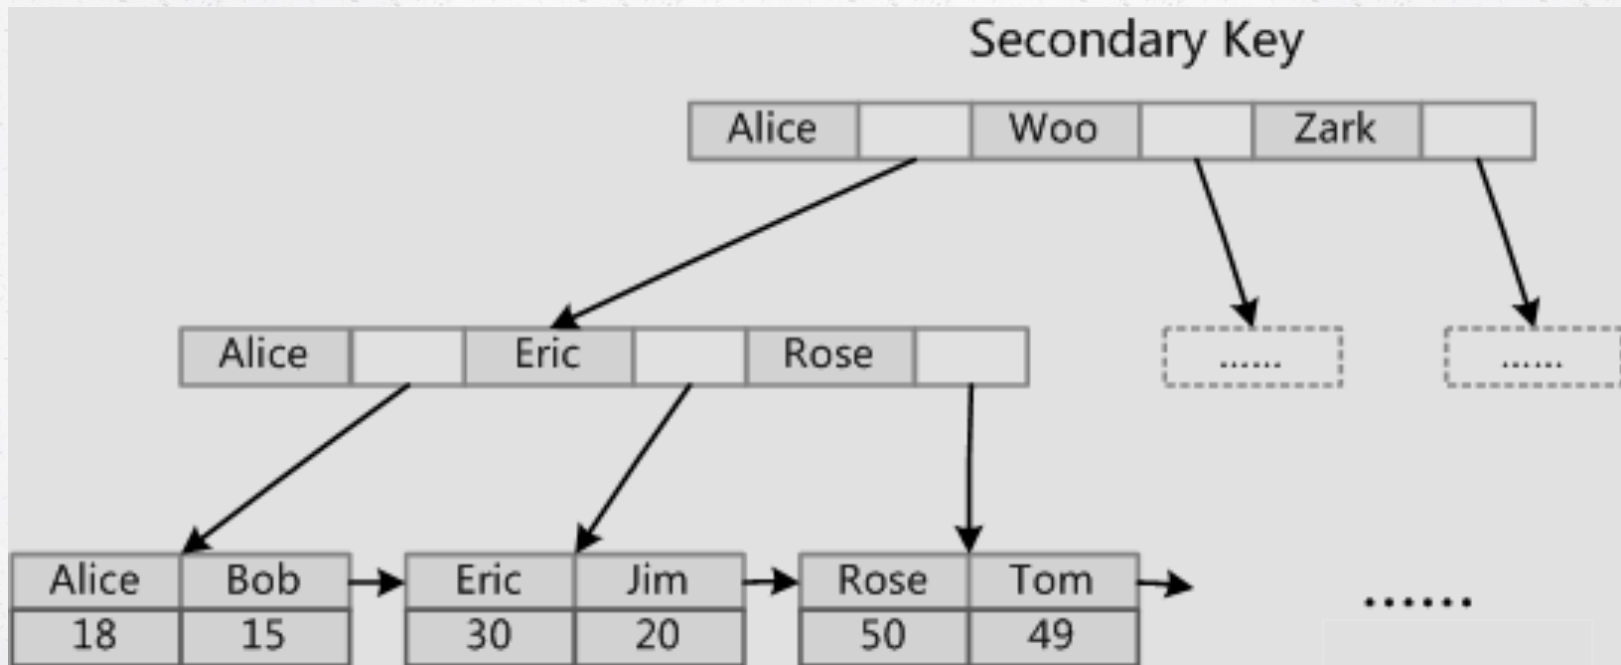 Secondary Key
Alice Woo Zark
Alice Eric Rose ...... ......
Alice Bob Eric Jim Rose Tom ......
18 15 30 20 50 49